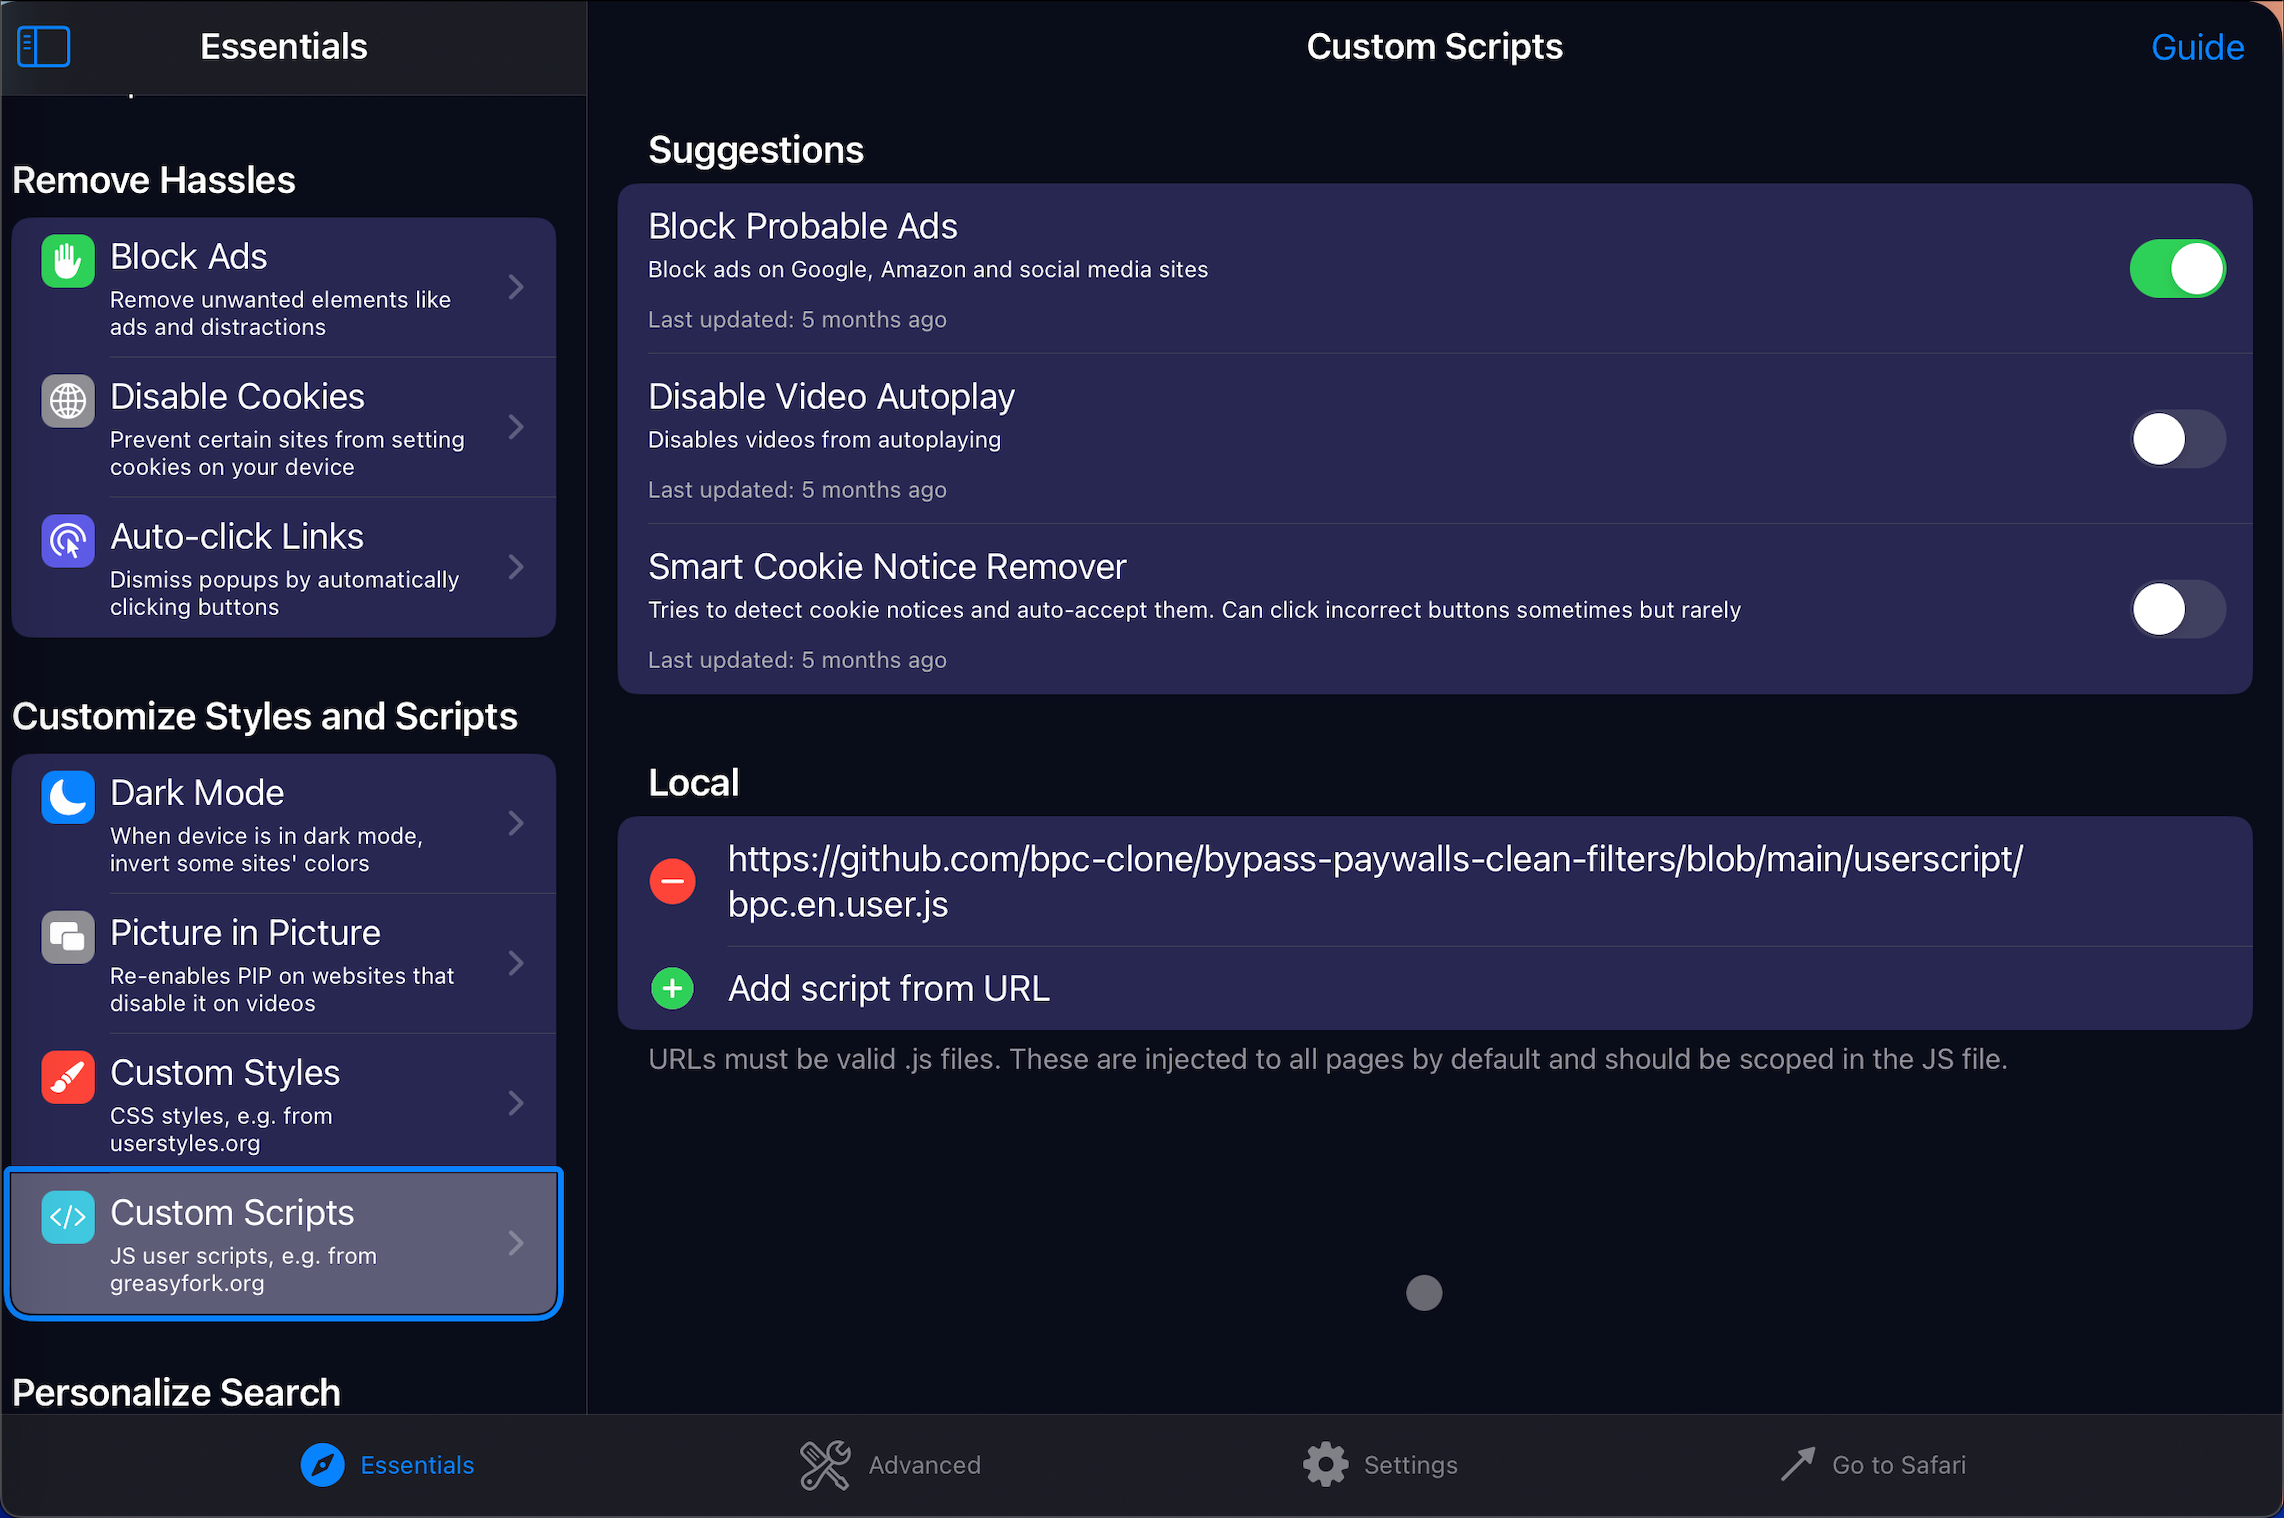 Essentials
Remove Hassles
Block Ads
Remove unwanted elements like
ads and distractions
Disable Cookies
Prevent certain sites from setting
cookies on your device
Auto-click Links
Dismiss popups by automatically
clicking buttons
Customize Styles and Scripts
Dark Mode
When device is in dark mode,
invert some sites' colors
Picture in Picture
Re-enables PIP on websites that
disable it on videos
Custom Styles
CSS styles, e.g. from
userstyles.org
Custom Scripts
JS user scripts, e.g. from
greasyfork.org
Personalize Search
Custom Scripts
Guide
Suggestions
Block Probable Ads
Block ads on Google, Amazon and social media sites
Last updated: 5 months ago
Disable Video Autoplay
Disables videos from autoplaying
Last updated: 5 months ago
Smart Cookie Notice Remover
Tries to detect cookie notices and auto-accept them. Can click incorrect buttons sometimes but rarely
Last updated: 5 months ago
Local
https://github.com/bpc-clone/bypass-paywalls-clean-filters/blob/main/userscript/
bpc.en.user.js
Add script from URL
URLs must be valid .js files. These are injected to all pages by default and should be scoped in the JS file.
Essentials
Advanced
Settings
Go to Safari